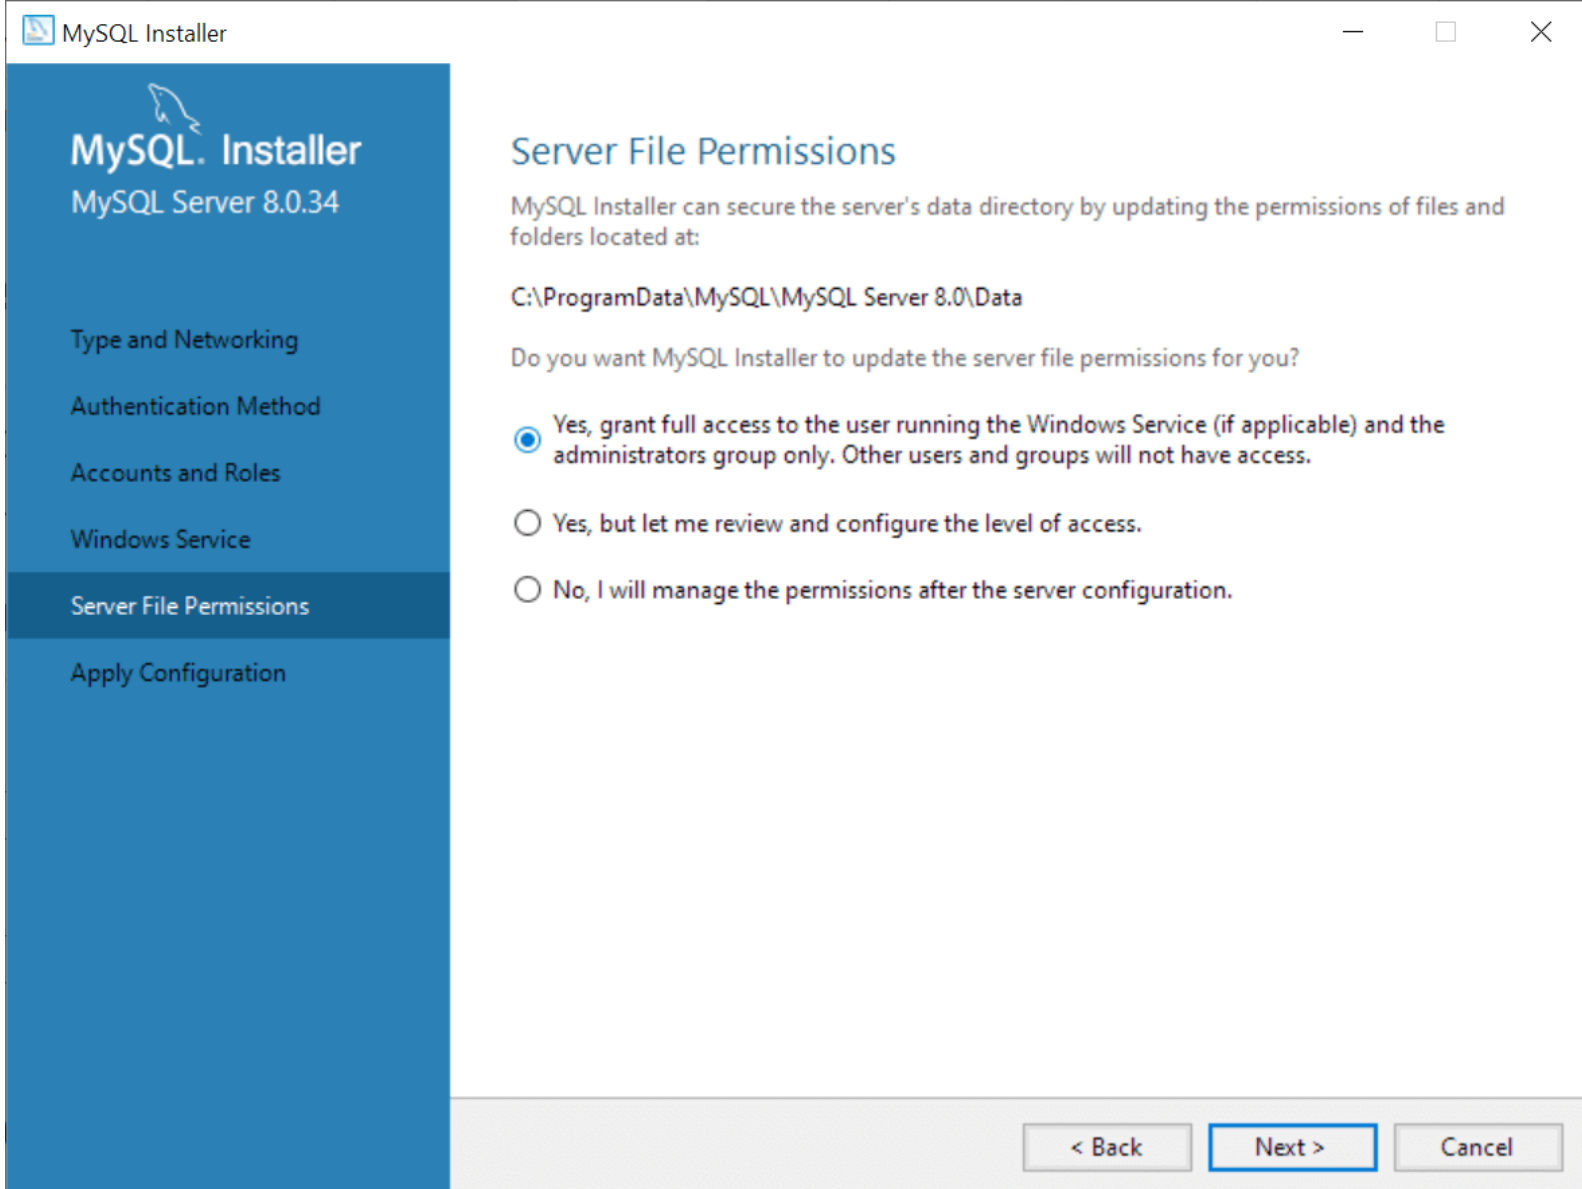 MySQL Installer
MySQL. Installer
MySQL Server 8.0.34
Type and Networking
Authentication Method
Accounts and Roles
Windows Service
Server File Permissions
Apply Configuration
Server File Permissions
MySQL Installer can secure the server's data directory by updating the permissions of files and
folders located at:
C:\ProgramData\MySQL\MySQL Server 8.0\Data
Do you want MySQL Installer to update the server file permissions for you?
Yes, grant full access to the user running the Windows Service (if applicable) and the
administrators group only. Other users and groups will not have access.
Yes, but let me review and configure the level of access.
No, I will manage the permissions after the server configuration.
< Back
Next >
Cancel